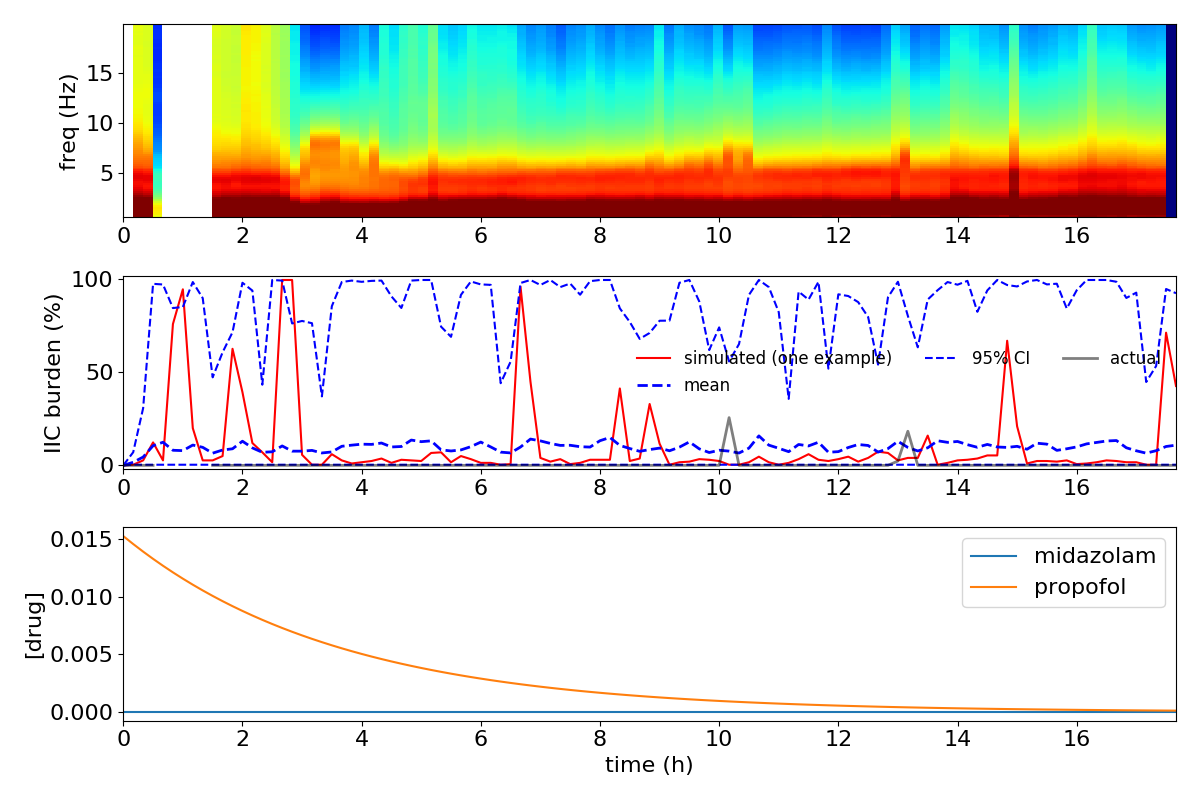 freq (Hz)
15
10
5
0 2 4 6 8 10 12 14 16
IIC burden (%)
100
50
0
simulated (one example) 95% CI actual
mean
0 2 4 6 8 10 12 14 16
[drug]
0.015
0.010
0.005
0.000
midazolam
propofol
0 2 4 6 8 10 12 14 16
time (h)